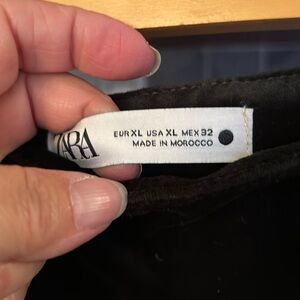 ZARA
EUR XL USA XL MEX 32
MADE IN MOROCCO